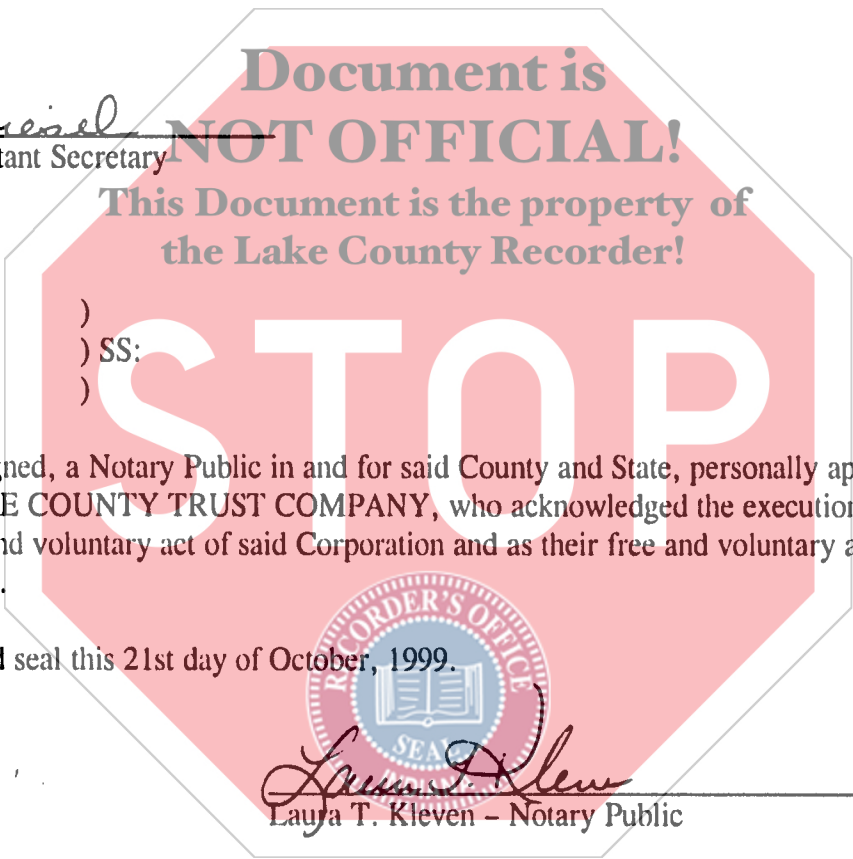 Document is
NOT OFFICIAL!
tant Secretary
This Document is the property of
the Lake County Recorder!
)
) SS:
)
STOP
ned, a Notary Public in and for said County and State, personally ap
E COUNTY TRUST COMPANY, who acknowledged the execution
nd voluntary act of said Corporation and as their free and voluntary a
.
seal this 21st day of October, 1999.
RECORDER'S OFFICE
SEAL
INDIANA
Laura T. Kleven – Notary Public